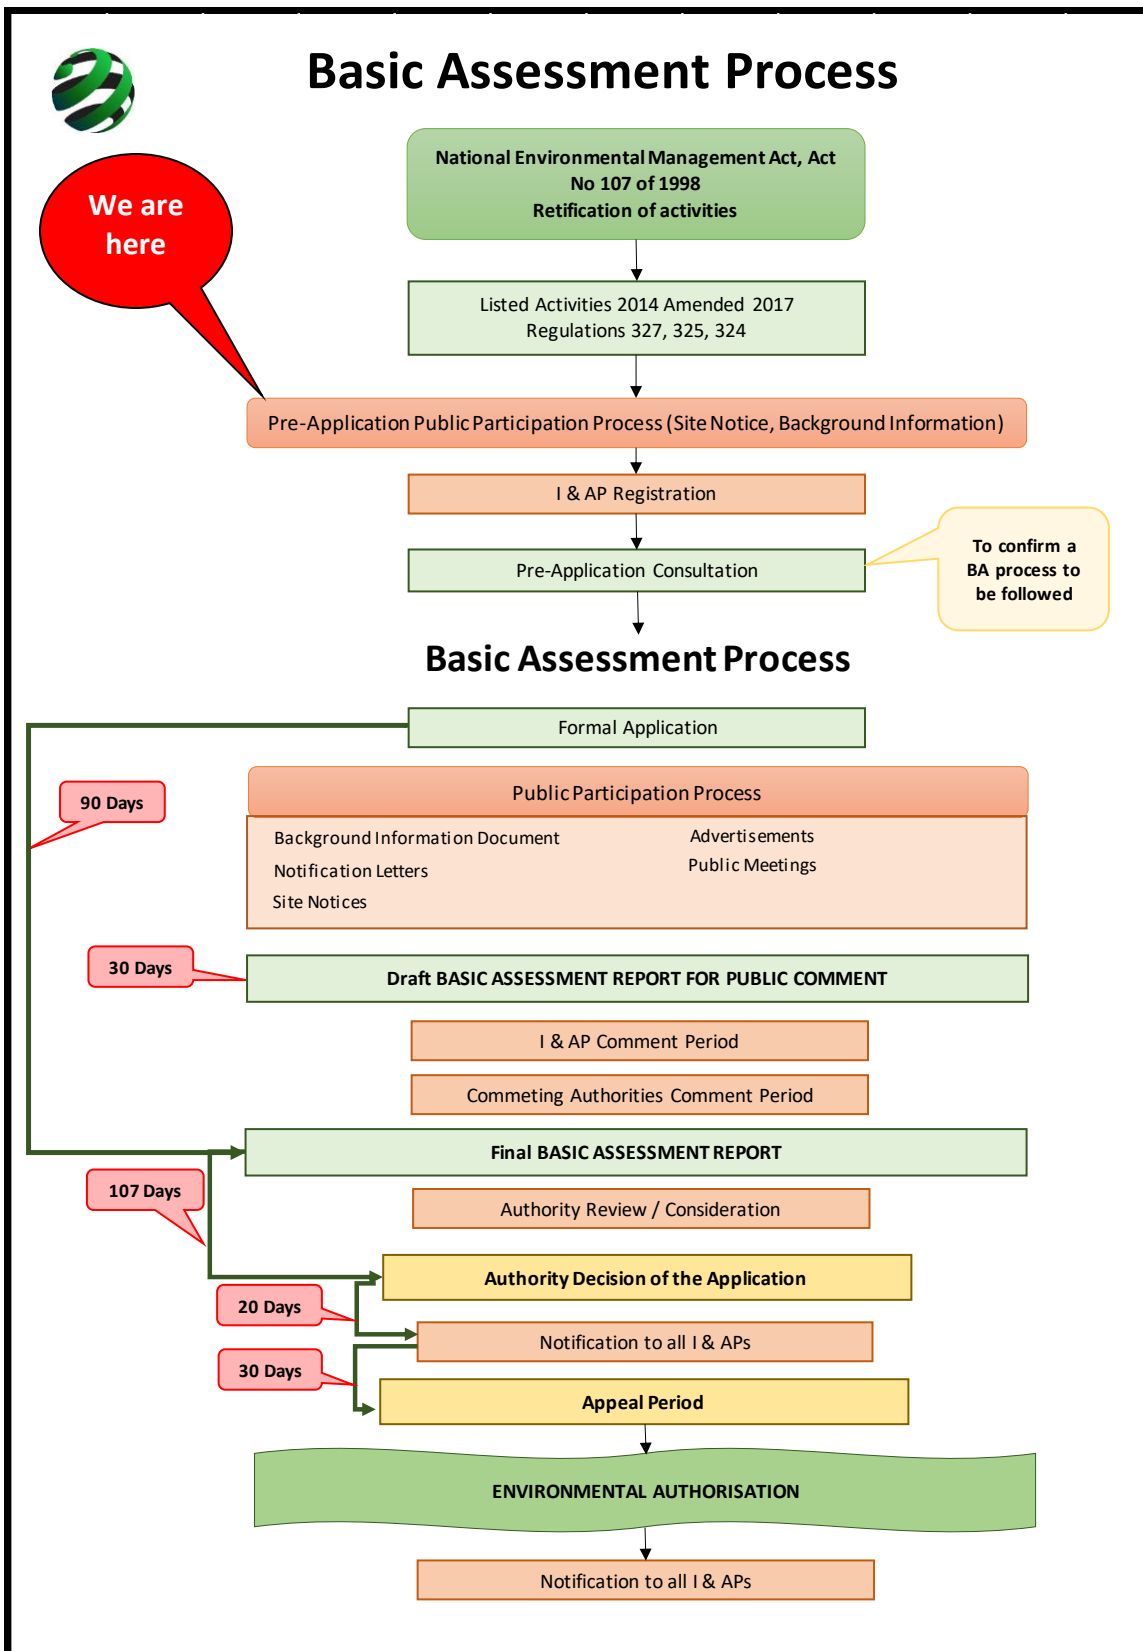 Basic Assessment Process
National Environmental Management Act, Act
No 107 of 1998
Retification of activities
We are
here
Listed Activities 2014 Amended 2017
Regulations 327, 325, 324
Pre-Application Public Participation Process (Site Notice, Background Information)
I & AP Registration
Pre-Application Consultation
To confirm a
BA process to
be followed
Basic Assessment Process
Formal Application
90 Days
Public Participation Process
Background Information Document
Notification Letters
Site Notices
Advertisements
Public Meetings
30 Days
Draft BASIC ASSESSMENT REPORT FOR PUBLIC COMMENT
I & AP Comment Period
Commeting Authorities Comment Period
Final BASIC ASSESSMENT REPORT
107 Days
Authority Review / Consideration
Authority Decision of the Application
20 Days
Notification to all I & APs
30 Days
Appeal Period
ENVIRONMENTAL AUTHORISATION
Notification to all I & APs